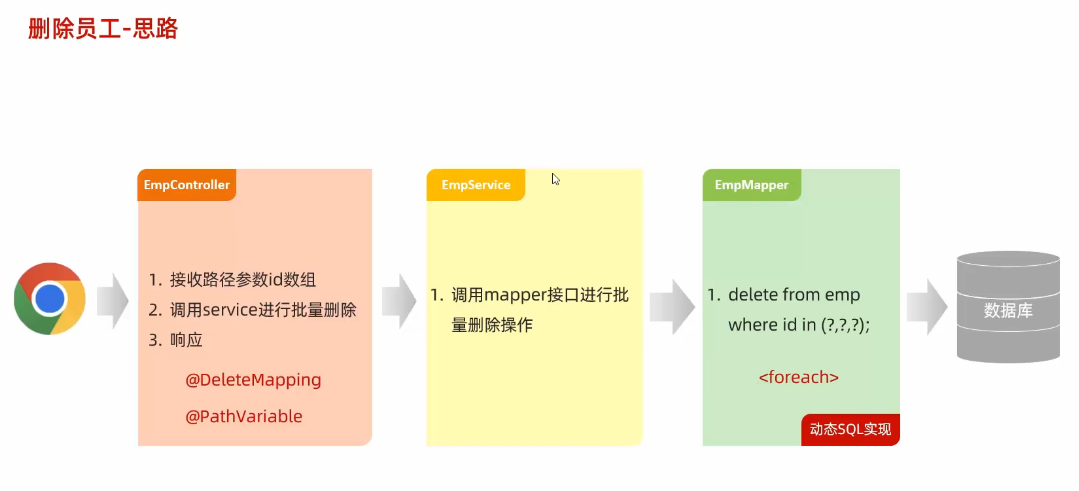 删除员工-思路
EmpController
1. 接收路径参数id数组
2. 调用service进行批量删除
3. 响应
@DeleteMapping
@PathVariable
EmpService
1. 调用mapper接口进行批
量删除操作
EmpMapper
1. delete from emp
where id in (?,?,?);
<foreach>
动态SQL实现
数据库